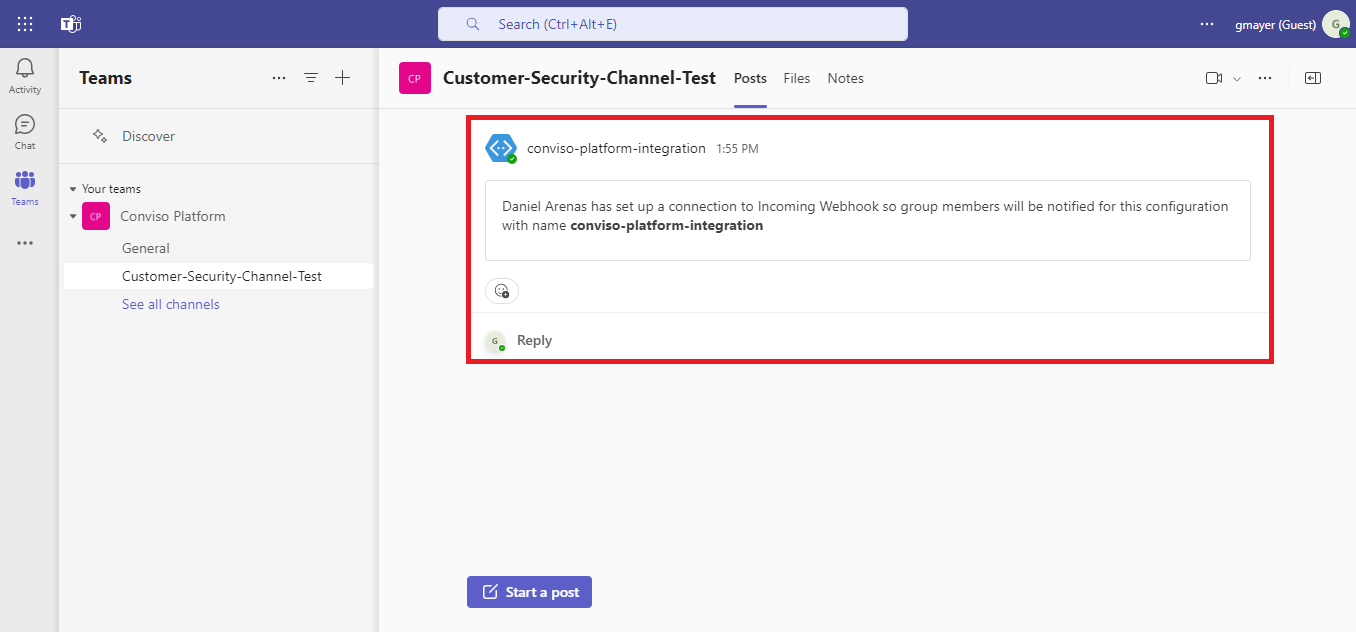 Search (Ctrl+Alt+E)
gmayer (Guest)
G
Activity
Chat
Teams
Teams
Discover
Your teams
CP
Conviso Platform
General
Customer-Security-Channel-Test
See all channels
CP
Customer-Security-Channel-Test
Posts
Files
Notes
conviso-platform-integration 1:55 PM
Daniel Arenas has set up a connection to Incoming Webhook so group members will be notified for this configuration
with name conviso-platform-integration
G
Reply
Start a post